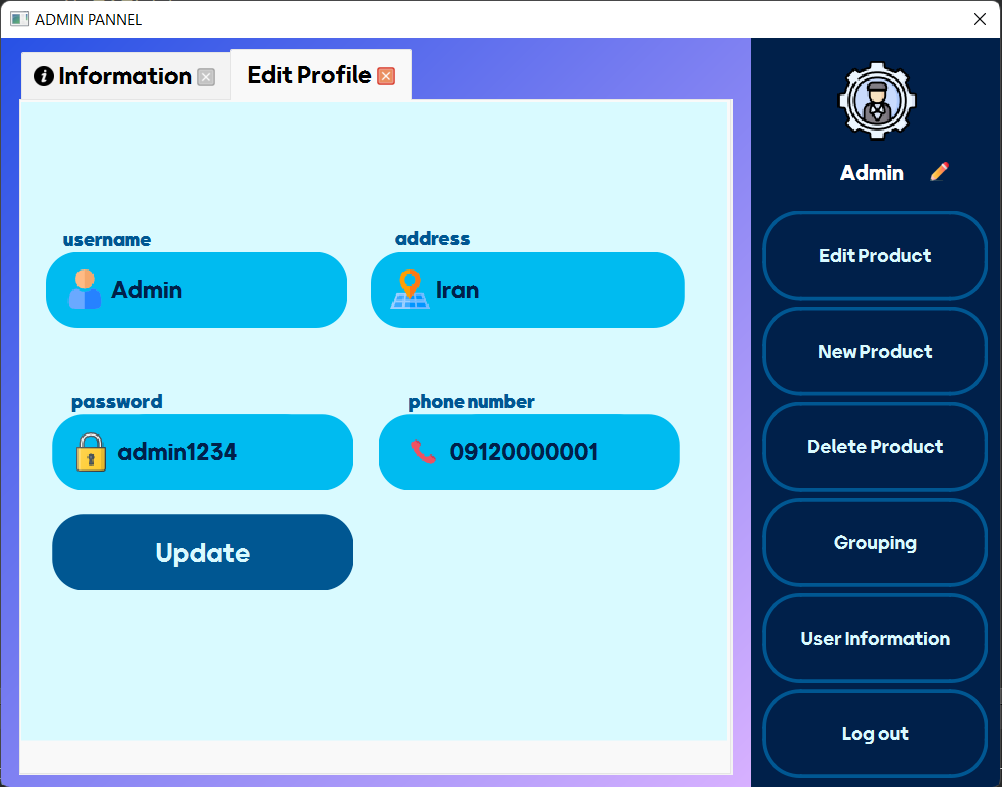 ADMIN PANNEL
Information
Edit Profile
Admin
username
address
Admin
Iran
password
phone number
admin1234
09120000001
Update
Edit Product
New Product
Delete Product
Grouping
User Information
Log out